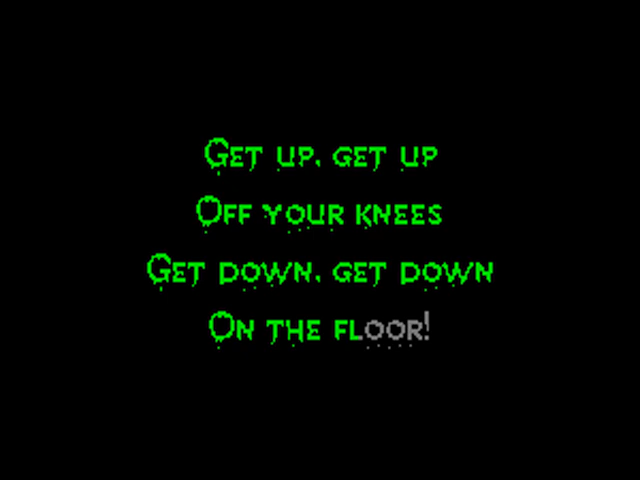 Get up, get up
Off your knees
Get down, get down
On the floor!